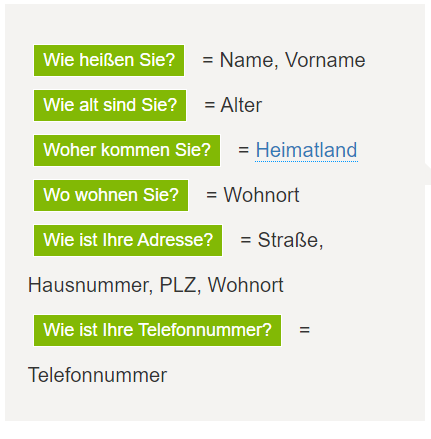 Wie heißen Sie? = Name, Vorname
Wie alt sind Sie? = Alter
Woher kommen Sie? = Heimatland
Wo wohnen Sie? = Wohnort
Wie ist Ihre Adresse? = Straße,
Hausnummer, PLZ, Wohnort
Wie ist Ihre Telefonnummer? =
Telefonnummer